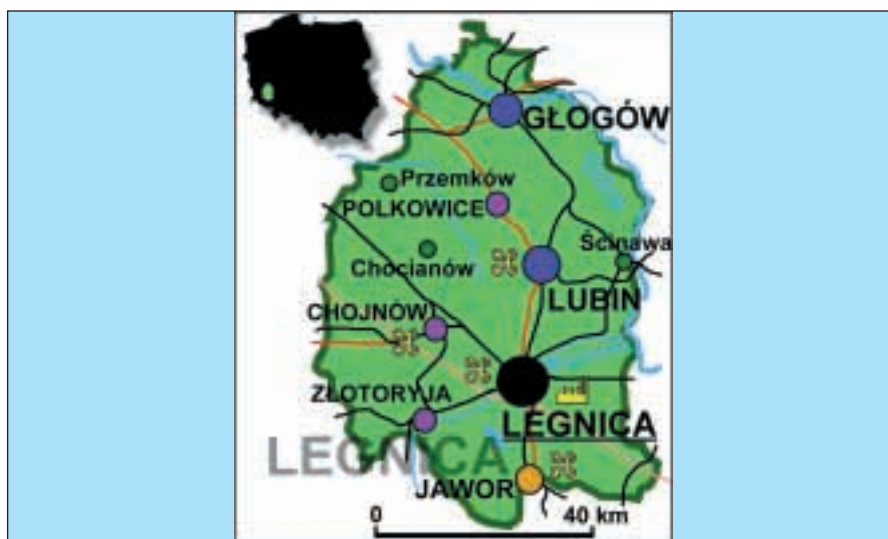 GŁOGÓW
Przemków
POLKOWICE
Ścinawa
Chocianów
LUBIN
CHOJNÓW
ZŁOTORYJA
LEGNICA
LEGNICA
JAWOR
0 40 km